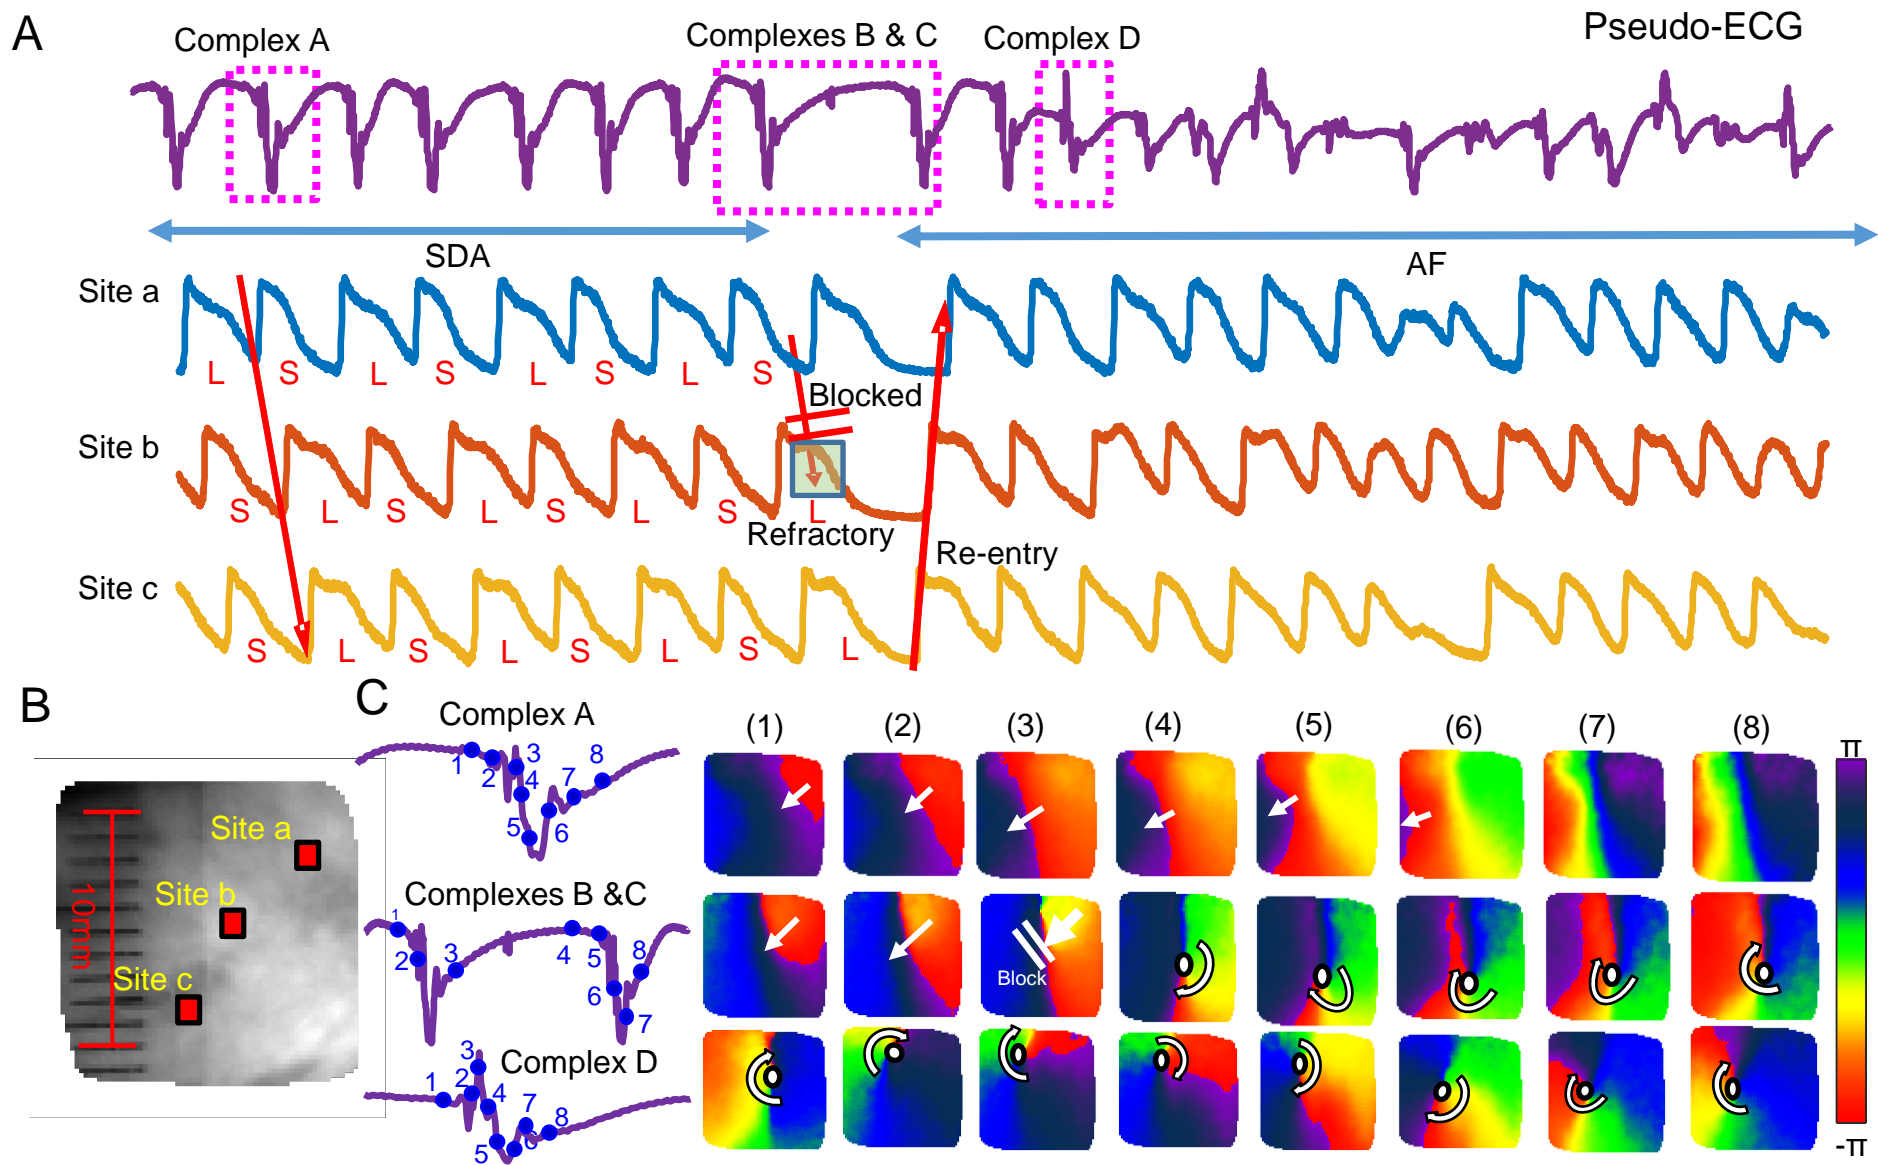 A
Complex A
Complexes B & C
Complex D
Pseudo-ECG
SDA
AF
Site a
L S L S L S L S
Blocked
Site b
S L S L S L S L
Refractory
Re-entry
Site c
S L S L S L S L
B
Site a
Site b
Site c
10mm
C
Complex A
1 2 3 4 5 6 7 8
Complexes B &C
1 2 3 4 5 6 7 8
Complex D
1 2 3 4 5 6 7 8
(1) (2) (3) (4) (5) (6) (7) (8)
Block
π
-π